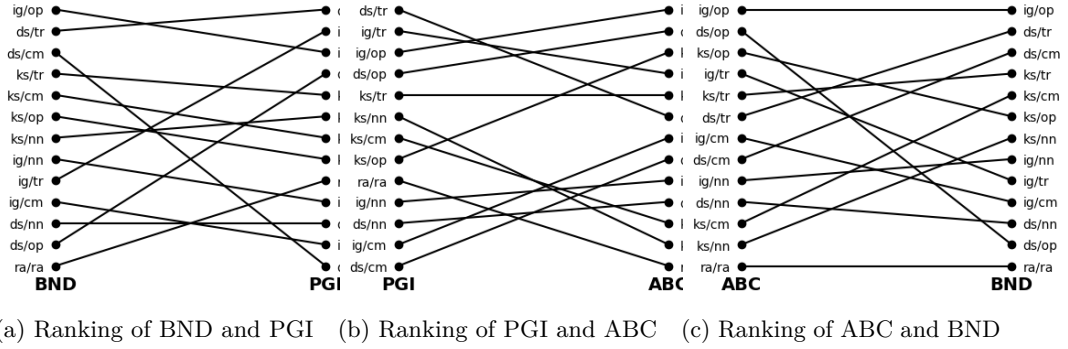 ig/op
ds/tr
ds/cm
ks/tr
ks/cm
ks/op
ks/nn
ig/nn
ig/tr
ig/cm
ds/nn
ds/op
ra/ra
BND
PGI
(a) Ranking of BND and PGI
ds/tr
ig/tr
ig/op
ds/op
ks/tr
ks/nn
ks/cm
ks/op
ra/ra
ig/nn
ds/nn
ig/cm
ds/cm
PGI
ABC
(b) Ranking of PGI and ABC
ig/op
ds/op
ks/op
ig/tr
ks/tr
ds/tr
ig/cm
ds/cm
ig/nn
ds/nn
ks/cm
ks/nn
ra/ra
ABC
ig/op
ds/tr
ds/cm
ks/tr
ks/cm
ks/op
ks/nn
ig/nn
ig/tr
ig/cm
ds/nn
ds/op
ra/ra
BND
(c) Ranking of ABC and BND